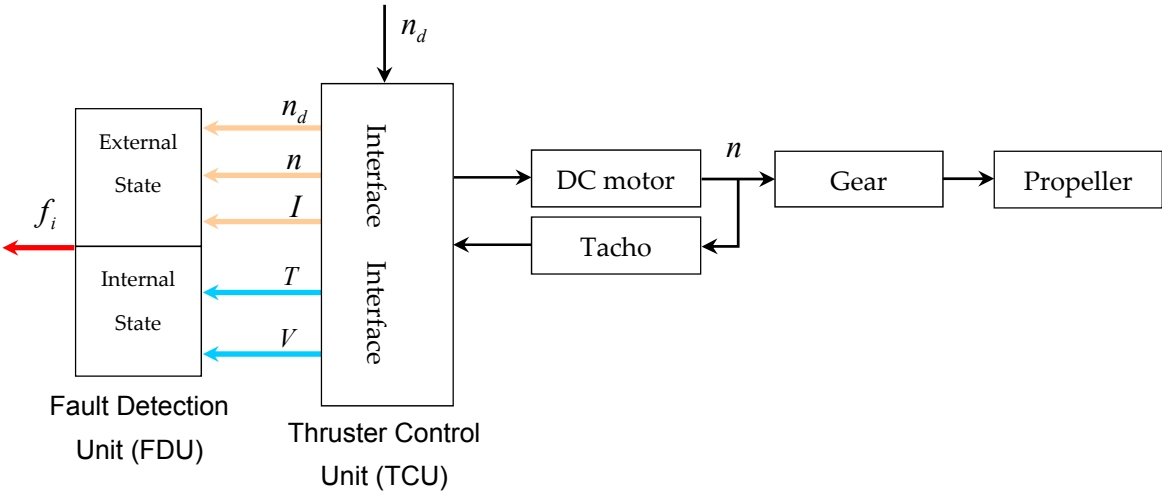 n_d
n_d
External
State
n
I
f_i
Internal
State
T
V
Interface
Interface
DC motor
n
Gear
Propeller
Tacho
Fault Detection
Unit (FDU)
Thruster Control
Unit (TCU)